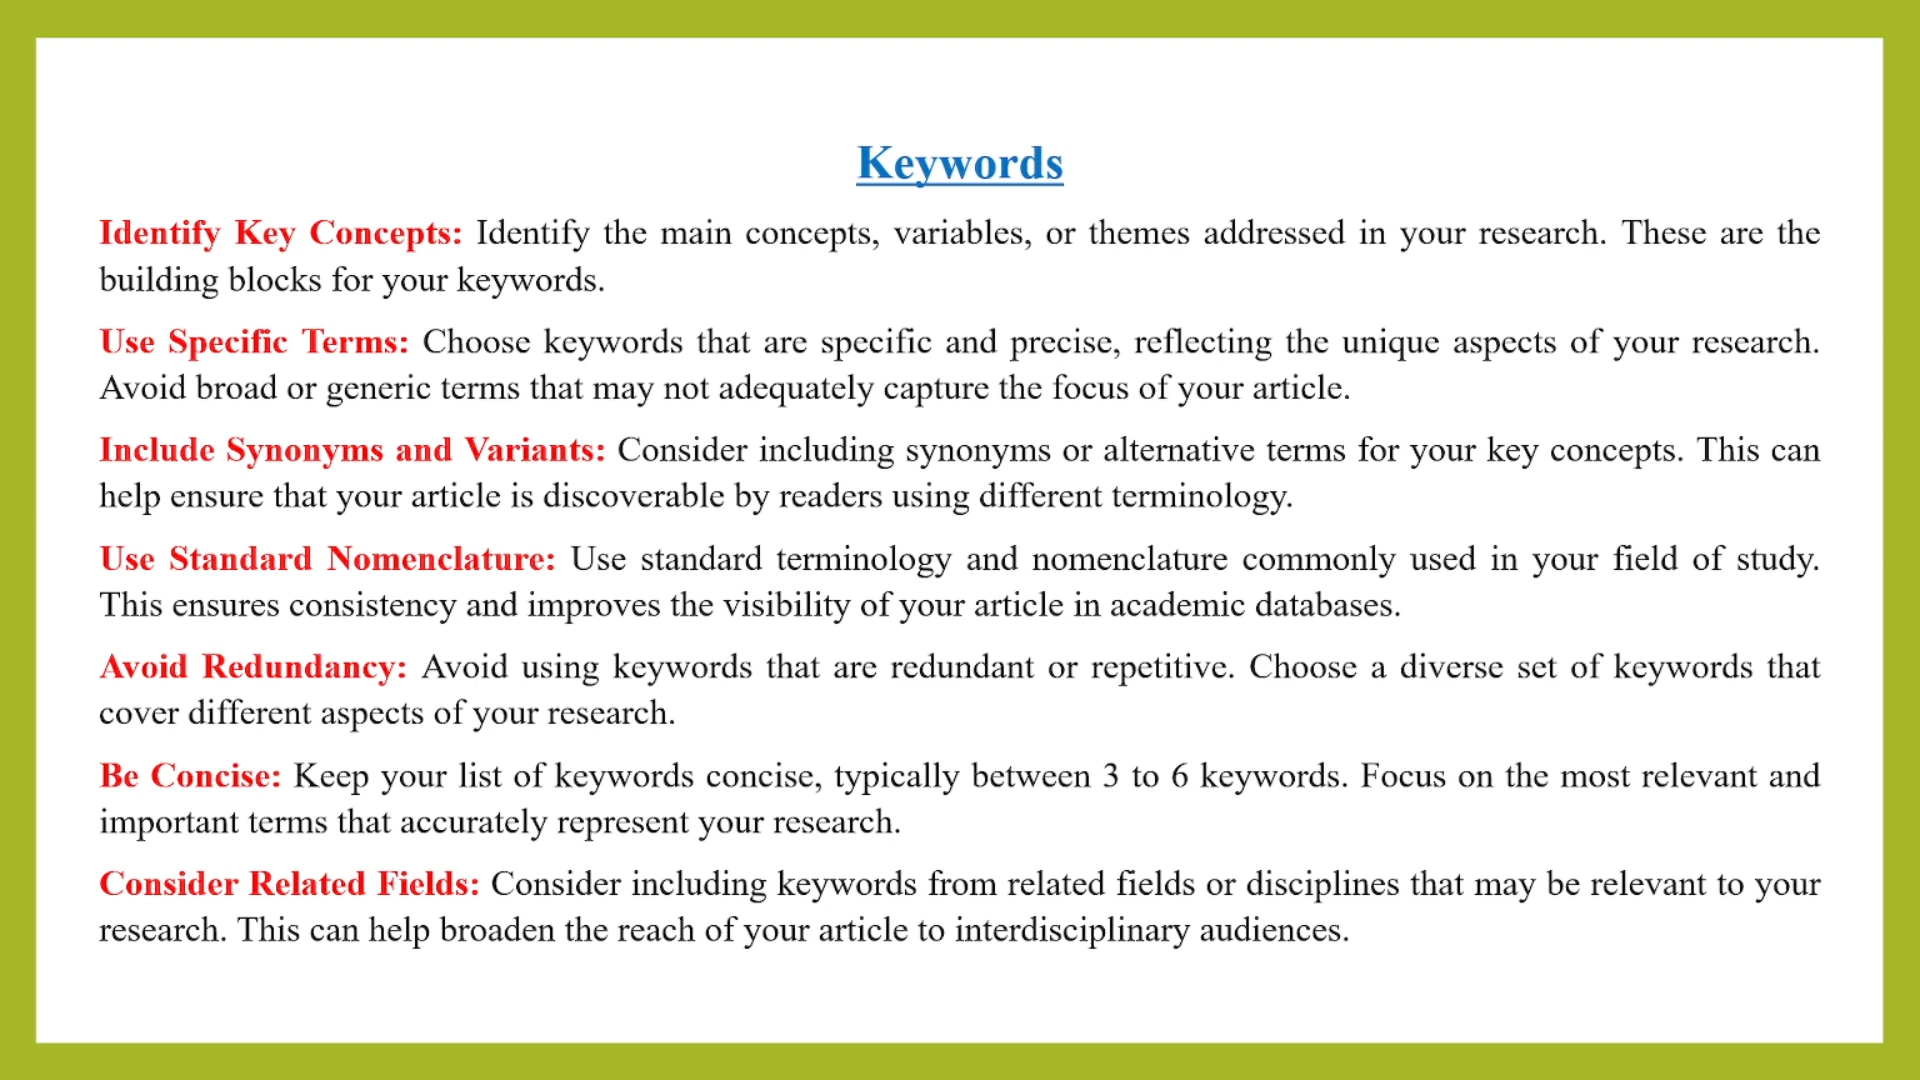 Keywords
Identify Key Concepts: Identify the main concepts, variables, or themes addressed in your research. These are the
building blocks for your keywords.
Use Specific Terms: Choose keywords that are specific and precise, reflecting the unique aspects of your research.
Avoid broad or generic terms that may not adequately capture the focus of your article.
Include Synonyms and Variants: Consider including synonyms or alternative terms for your key concepts. This can
help ensure that your article is discoverable by readers using different terminology.
Use Standard Nomenclature: Use standard terminology and nomenclature commonly used in your field of study.
This ensures consistency and improves the visibility of your article in academic databases.
Avoid Redundancy: Avoid using keywords that are redundant or repetitive. Choose a diverse set of keywords that
cover different aspects of your research.
Be Concise: Keep your list of keywords concise, typically between 3 to 6 keywords. Focus on the most relevant and
important terms that accurately represent your research.
Consider Related Fields: Consider including keywords from related fields or disciplines that may be relevant to your
research. This can help broaden the reach of your article to interdisciplinary audiences.